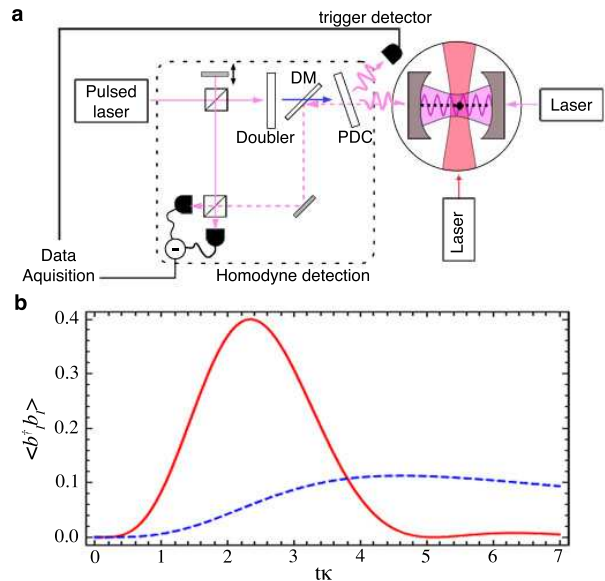 a
trigger detector
Pulsed
laser
DM
Doubler
PDC
Laser
Laser
Data
Aquisition
-
Homodyne detection
b
0.4
0.3
0.2
0.1
0.0
<b†b_I>
0 1 2 3 4 5 6 7
tκ